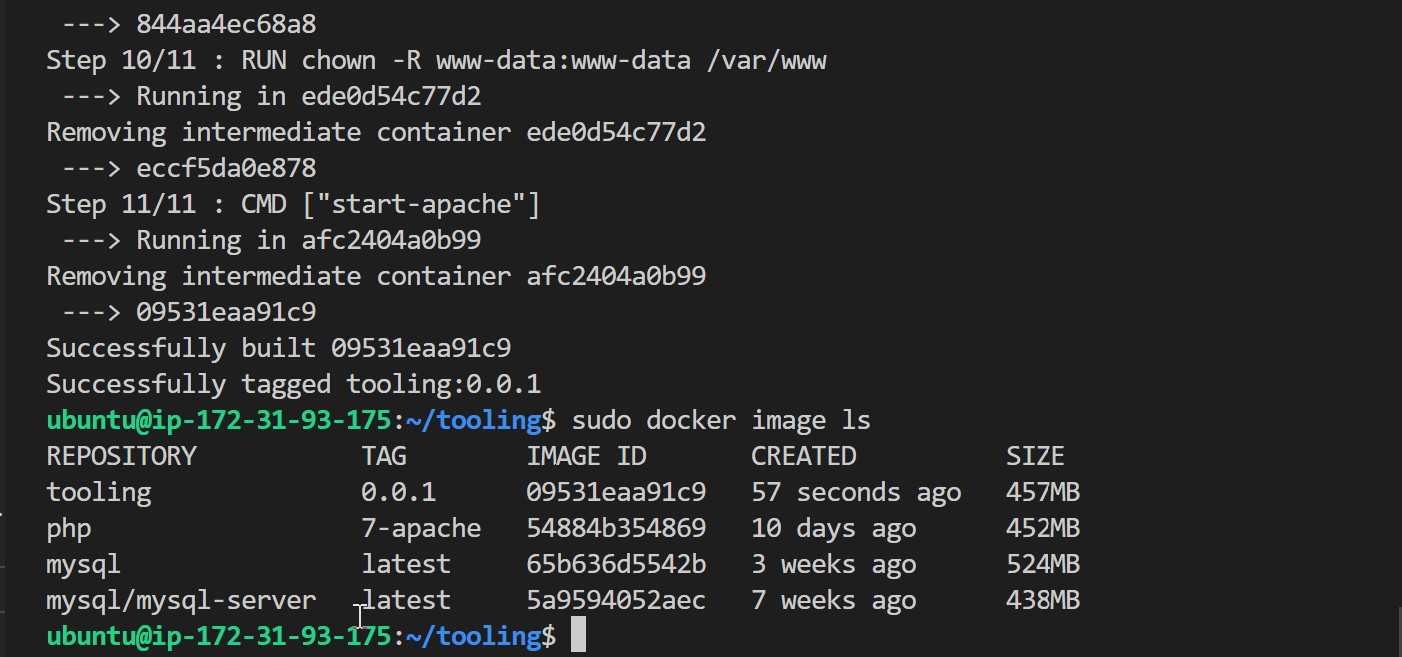 ---> 844aa4ec68a8
Step 10/11 : RUN chown -R www-data:www-data /var/www
---> Running in ede0d54c77d2
Removing intermediate container ede0d54c77d2
---> eccf5da0e878
Step 11/11 : CMD ["start-apache"]
---> Running in afc2404a0b99
Removing intermediate container afc2404a0b99
---> 09531eaa91c9
Successfully built 09531eaa91c9
Successfully tagged tooling:0.0.1
ubuntu@ip-172-31-93-175:~/tooling$ sudo docker image ls
REPOSITORY TAG IMAGE ID CREATED SIZE
tooling 0.0.1 09531eaa91c9 57 seconds ago 457MB
php 7-apache 54884b354869 10 days ago 452MB
mysql latest 65b636d5542b 3 weeks ago 524MB
mysql/mysql-server latest 5a9594052aec 7 weeks ago 438MB
ubuntu@ip-172-31-93-175:~/tooling$